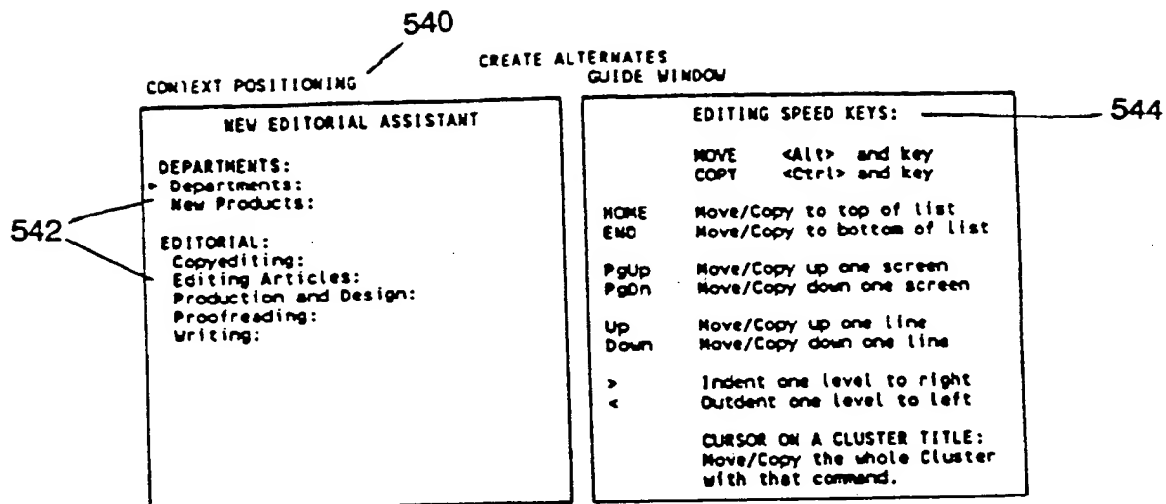 540
CREATE ALTERNATES
CONTEXT POSITIONING
GUIDE WINDOW
NEW EDITORIAL ASSISTANT
DEPARTMENTS:
> Departments:
New Products:
542
EDITORIAL:
Copyediting:
Editing Articles:
Production and Design:
Proofreading:
Writing:
EDITING SPEED KEYS:
544
MOVE <Alt> and key
COPY <Ctrl> and key
HOME Move/Copy to top of list
END Move/Copy to bottom of list
PgUp Move/Copy up one screen
PgDn Move/Copy down one screen
Up Move/Copy up one line
Down Move/Copy down one line
> Indent one level to right
< Outdent one level to left
CURSOR ON A CLUSTER TITLE:
Move/Copy the whole Cluster
with that command.